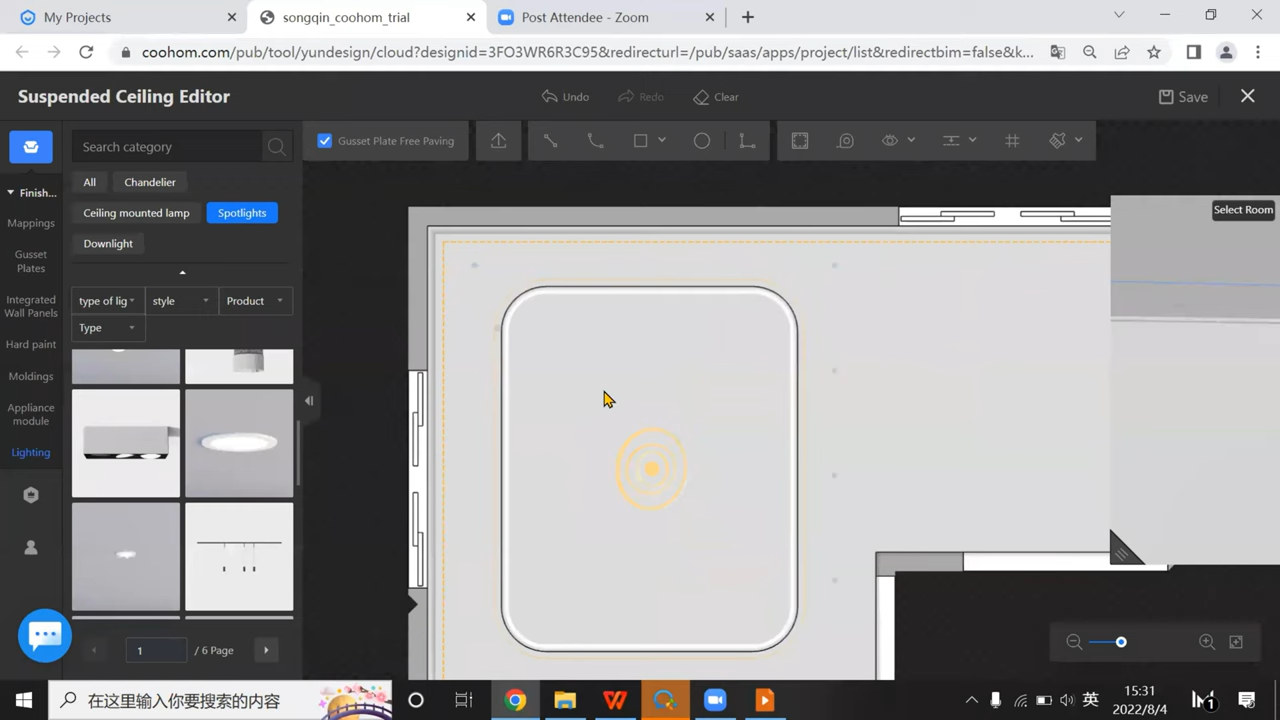 My Projects
songqin_coohom_trial
Post Attendee - Zoom
coohom.com/pub/tool/yundesign/cloud?designid=3FO3WR6R3C95&redirecturl=/pub/saas/apps/project/list&redirectbim=false&k...
Suspended Ceiling Editor
Undo
Redo
Clear
Save
Search category
Gusset Plate Free Paving
All
Chandelier
Ceiling mounted lamp
Spotlights
Downlight
Finish...
Mappings
Gusset
Plates
Integrated
Wall Panels
Hard paint
Moldings
Appliance
module
Lighting
type of lig
style
Product
Type
Select Room
1
/ 6 Page
在这里输入你要搜索的内容
英
15:31
2022/8/4
1